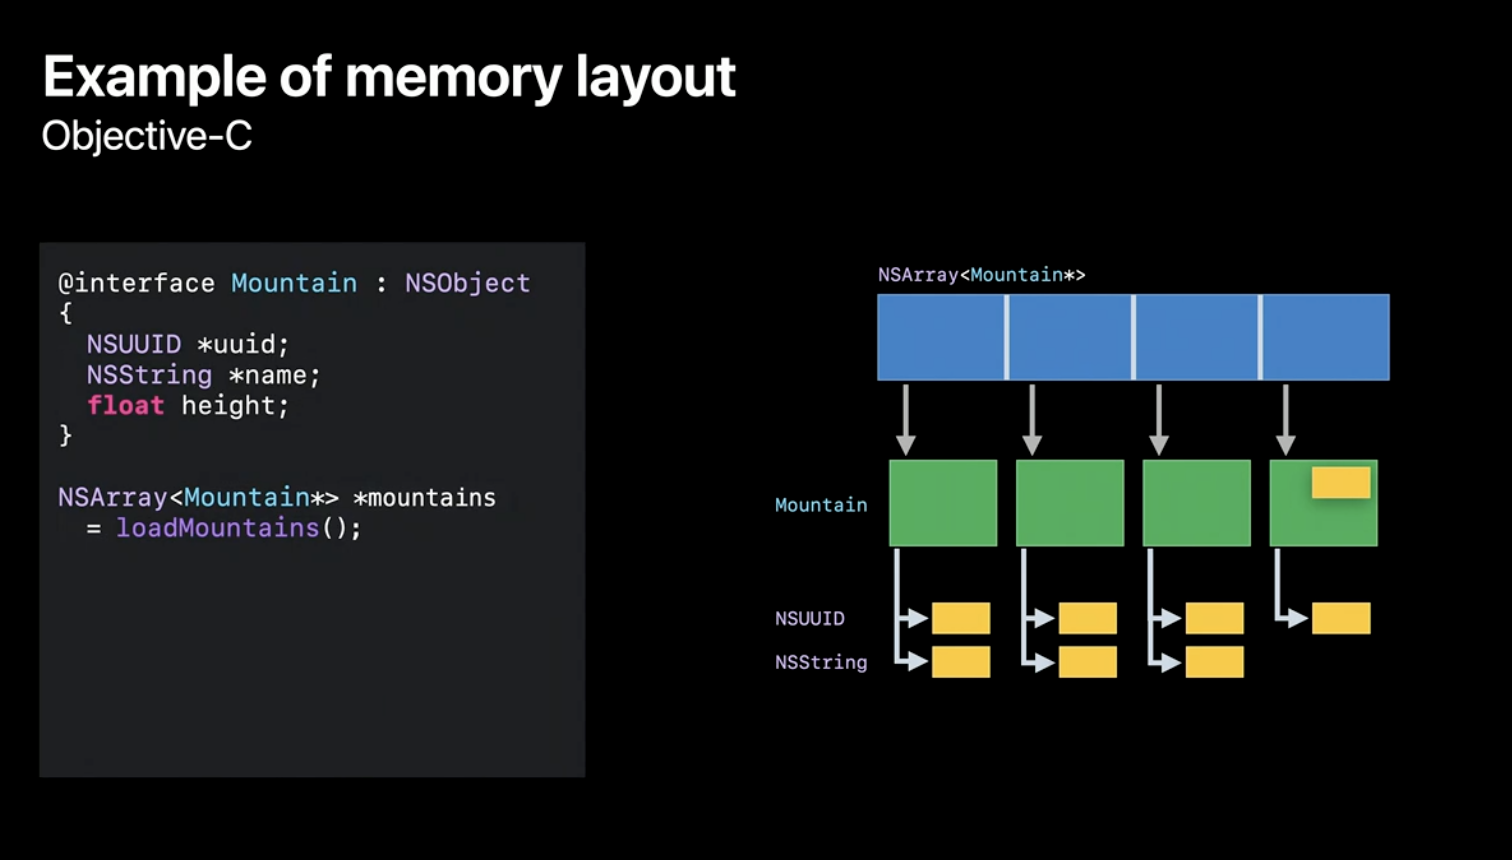 Example of memory layout
Objective-C
@interface Mountain : NSObject
{
  NSUUID *uuid;
  NSString *name;
  float height;
}
NSArray<Mountain*> *mountains
  = loadMountains();
NSArray<Mountain*>
Mountain
NSUUID
NSString